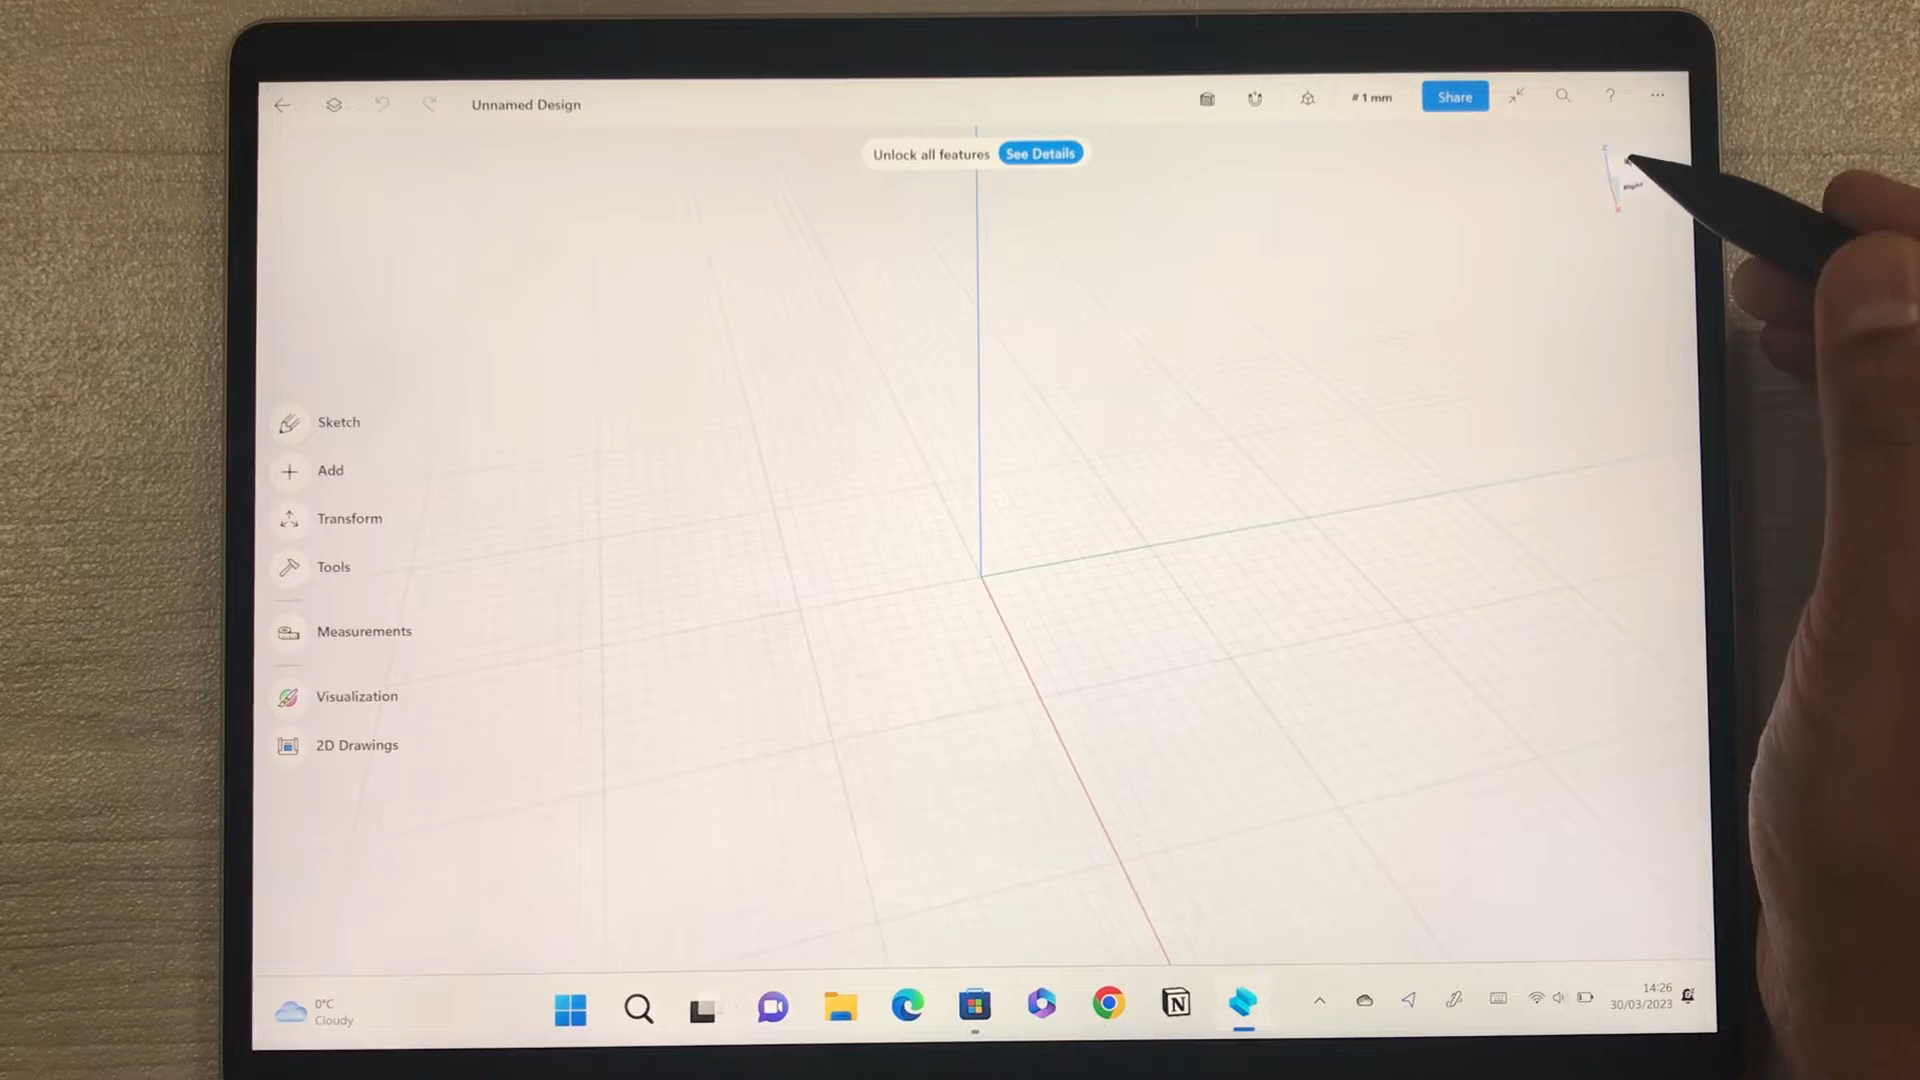 Unnamed Design
# 1 mm
Share
?
Unlock all features
See Details
Z
Right
X
Sketch
Add
Transform
Tools
Measurements
Visualization
2D Drawings
0°C
Cloudy
N
14:26
30/03/2023